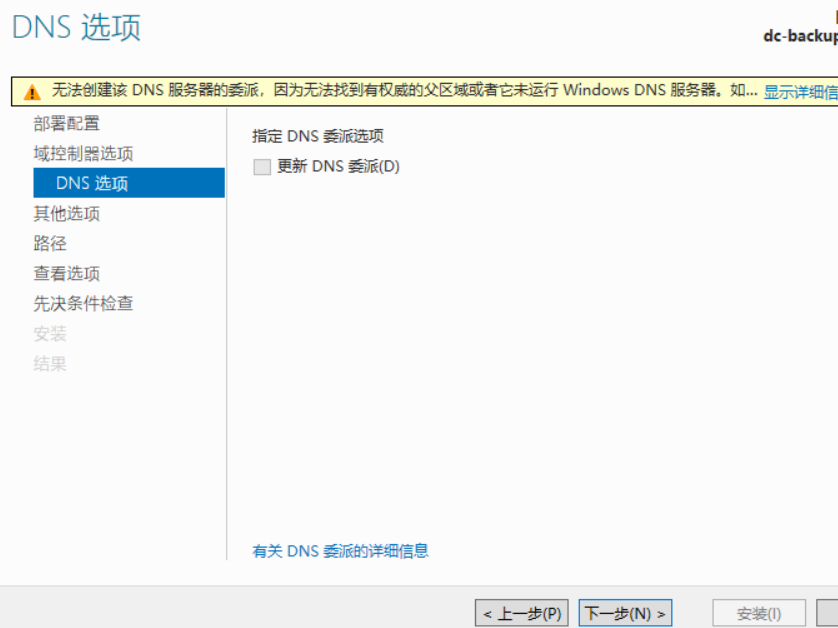 DNS 选项
dc-backup
无法创建该 DNS 服务器的委派，因为无法找到有权威的父区域或者它未运行 Windows DNS 服务器。如... 显示详细信
部署配置
域控制器选项
DNS 选项
其他选项
路径
查看选项
先决条件检查
安装
结果
指定 DNS 委派选项
更新 DNS 委派(D)
有关 DNS 委派的详细信息
< 上一步(P) 下一步(N) > 安装(I)